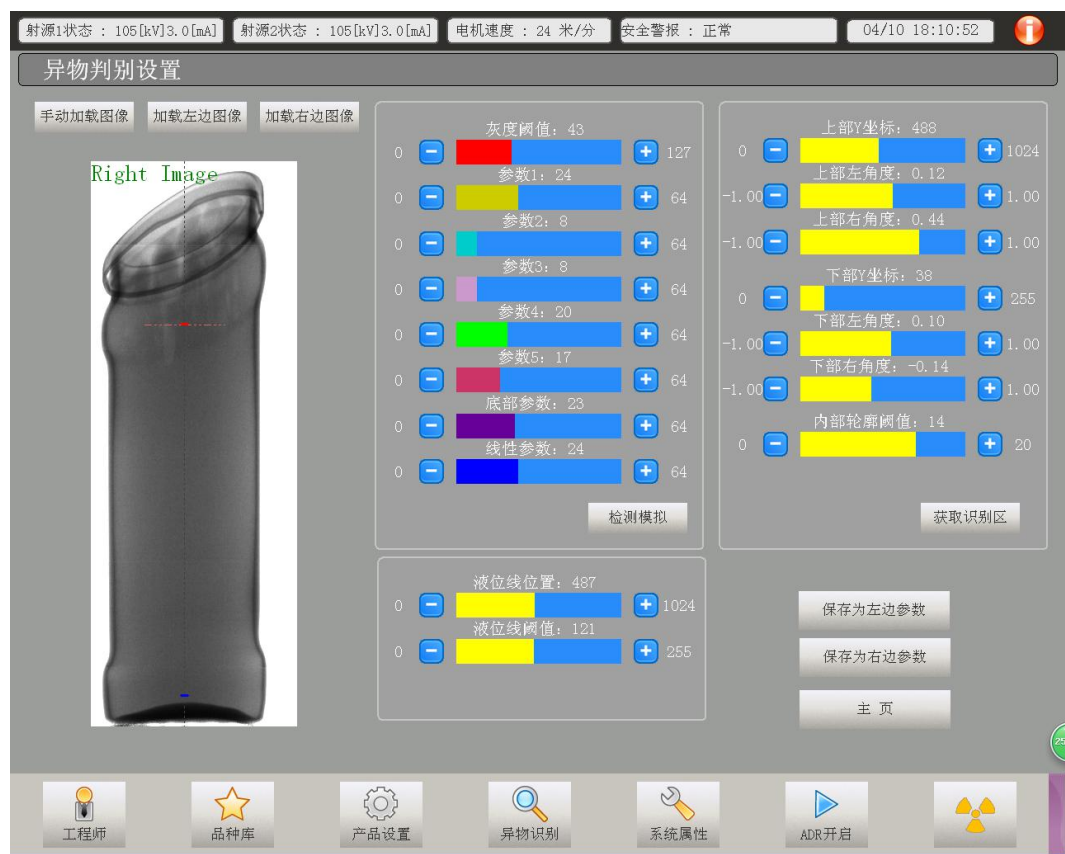 射源1状态 : 105[kV]3.0[mA] 射源2状态 : 105[kV]3.0[mA] 电机速度 : 24 米/分 安全警报 : 正常 04/10 18:10:52
异物判别设置
手动加载图像 加载左边图像 加载右边图像
Right Image
灰度阈值: 43
0 127
参数1: 24
0 64
参数2: 8
0 64
参数3: 8
0 64
参数4: 20
0 64
参数5: 17
0 64
底部参数: 23
0 64
线性参数: 24
0 64
检测模拟
上部Y坐标: 488
0 1024
上部左角度: 0.12
-1.00 1.00
上部右角度: 0.44
-1.00 1.00
下部Y坐标: 38
0 255
下部左角度: 0.10
-1.00 1.00
下部右角度: -0.14
-1.00 1.00
内部轮廓阈值: 14
0 20
获取识别区
液位线位置: 487
0 1024
液位线阈值: 121
0 255
保存为左边参数
保存为右边参数
主 页
25
工程师 品种库 产品设置 异物识别 系统属性 ADR开启